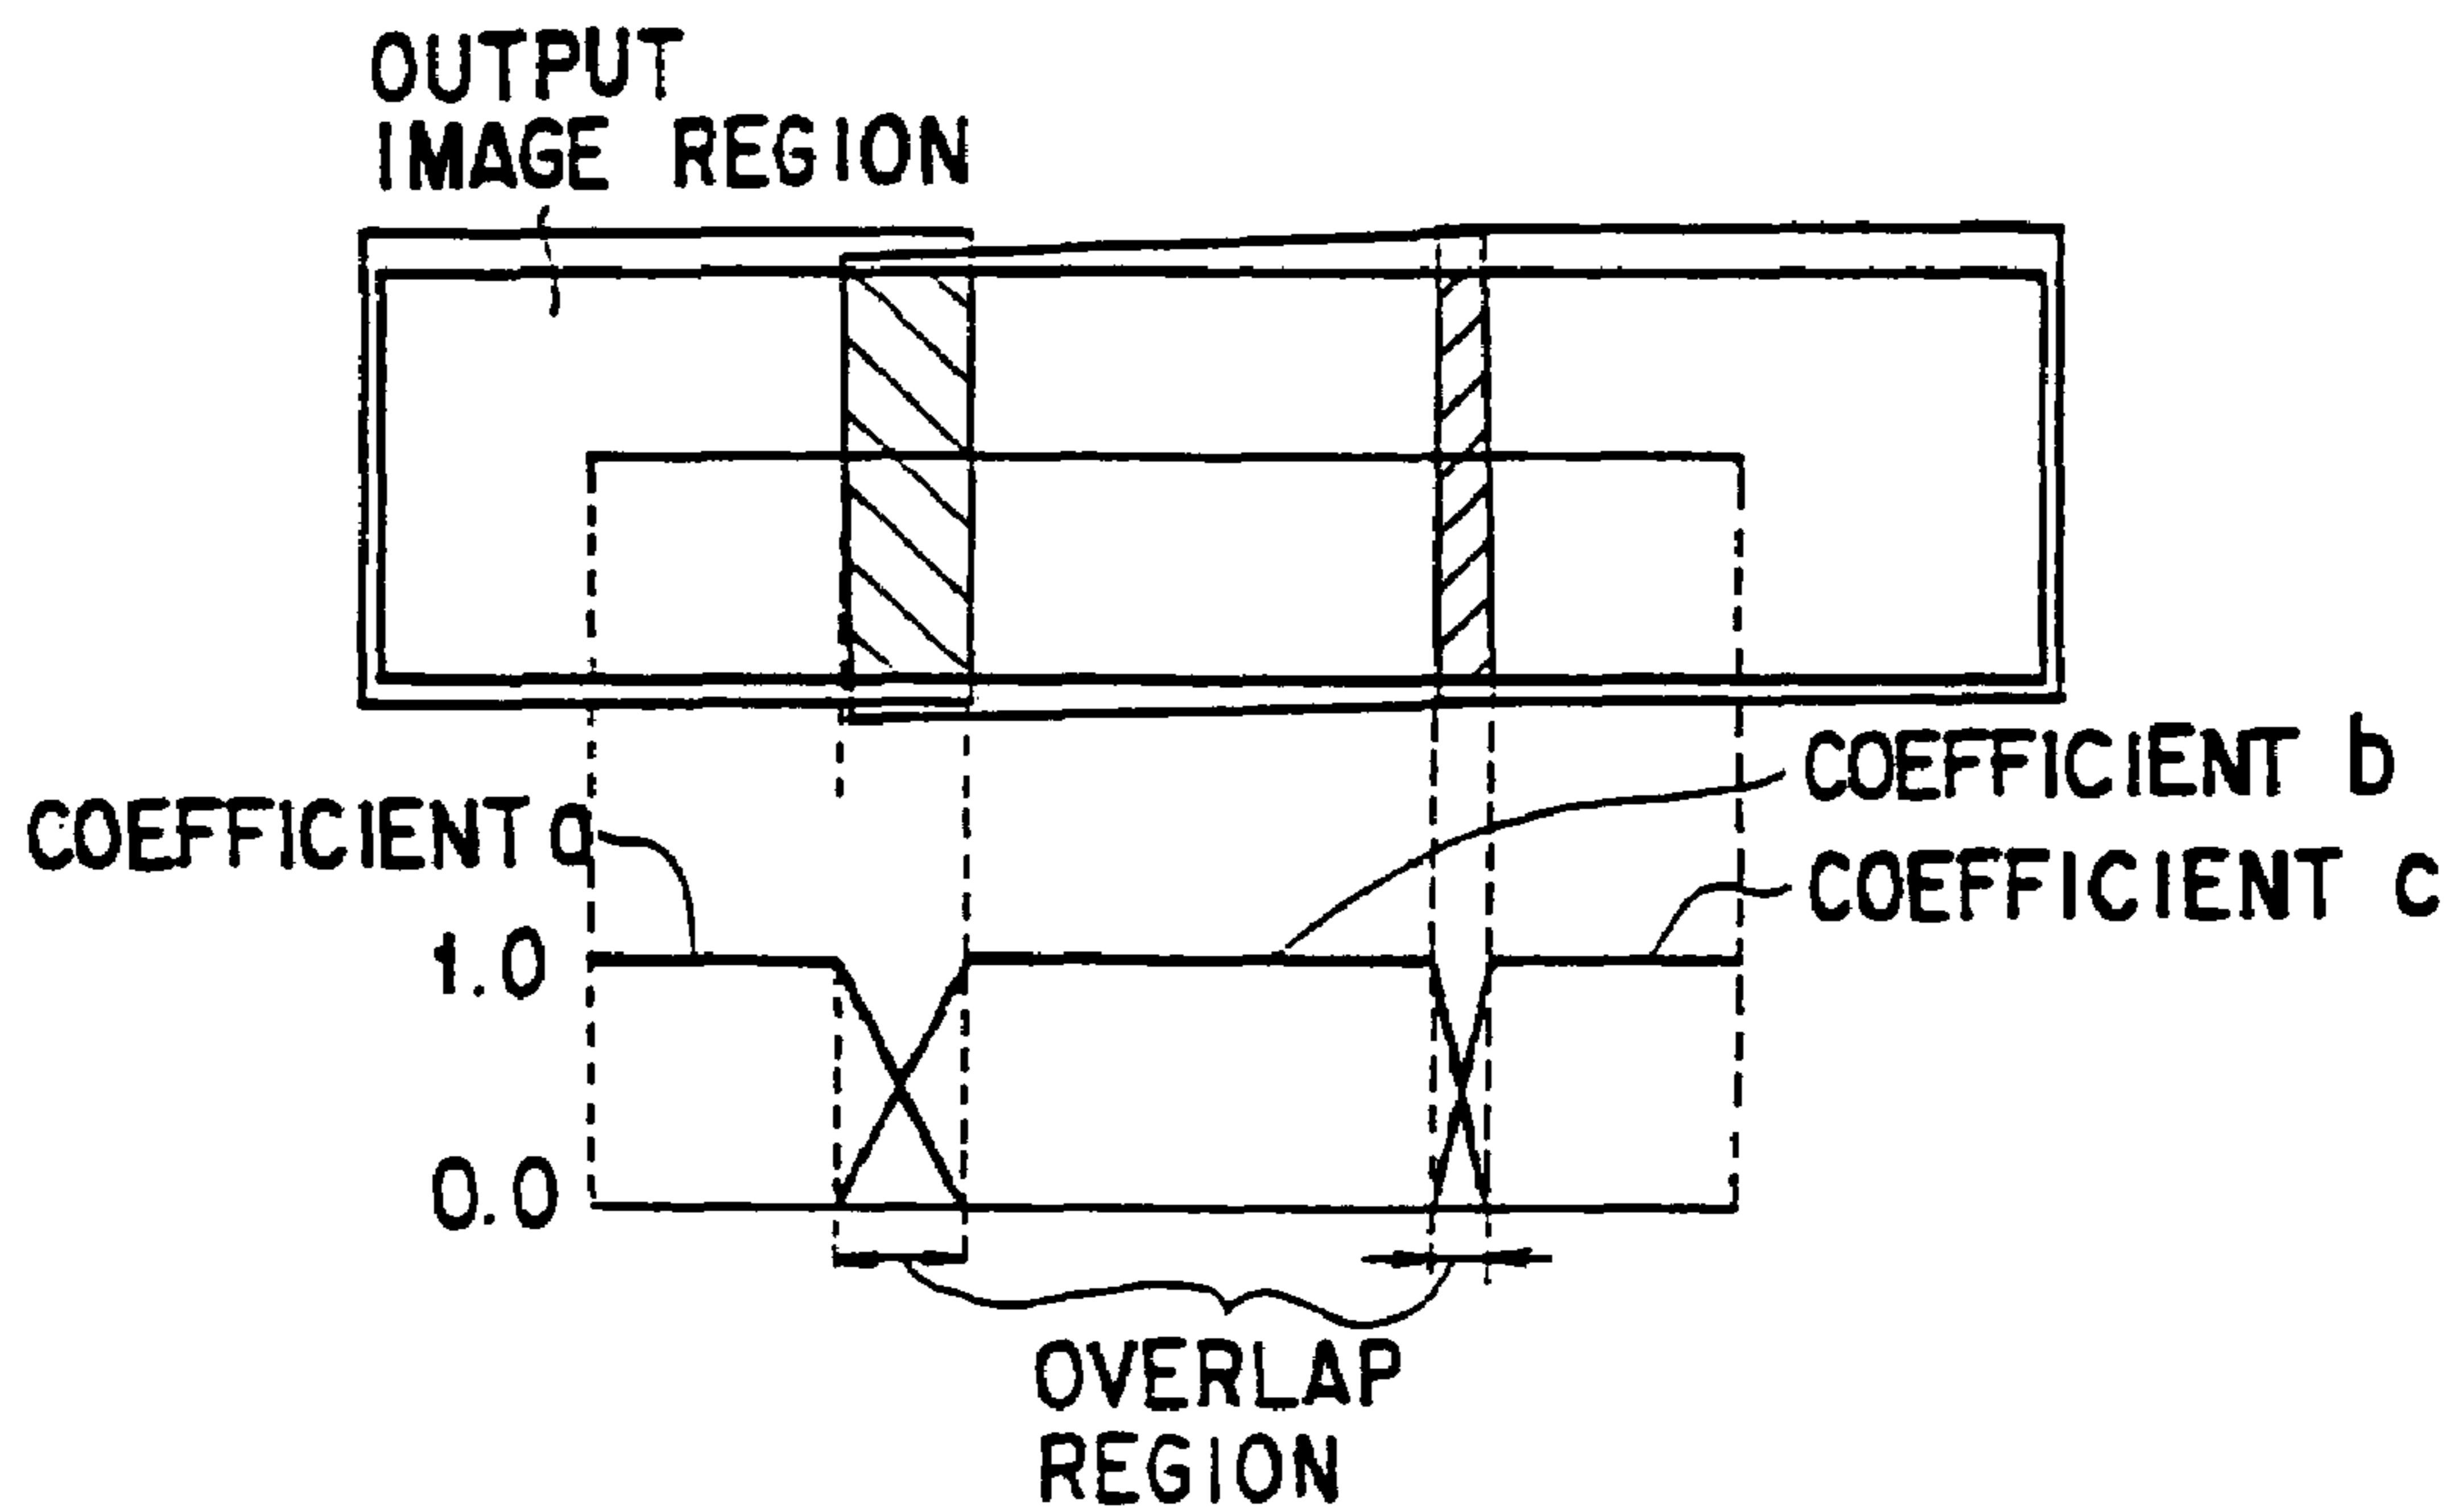 OUTPUT
IMAGE REGION
COEFFICIENT b
COEFFICIENT a
COEFFICIENT c
1.0
0.0
OVERLAP
REGION